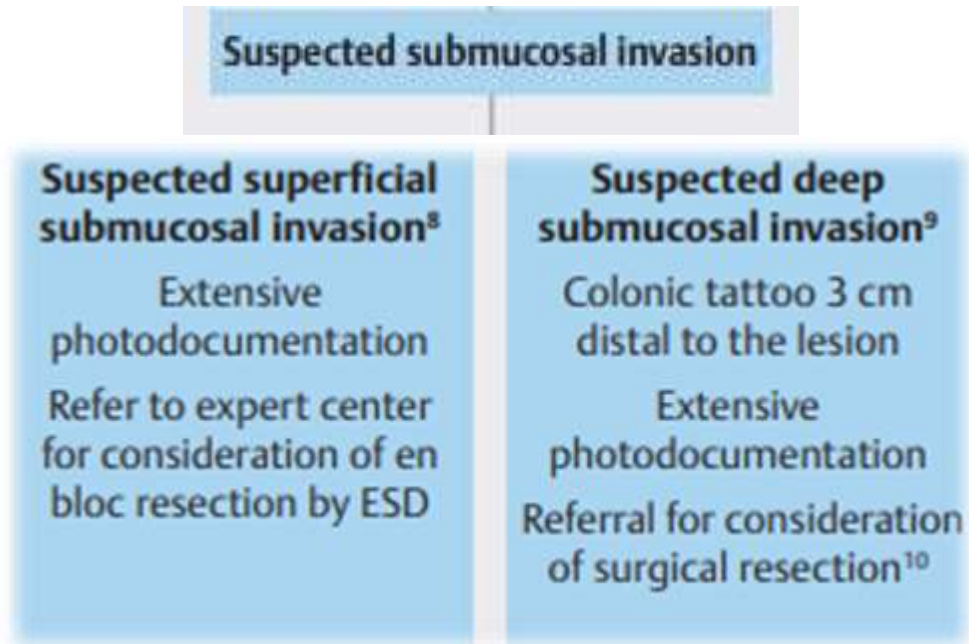 Suspected submucosal invasion
Suspected superficial
submucosal invasion⁸
Extensive
photodocumentation
Refer to expert center
for consideration of en
bloc resection by ESD
Suspected deep
submucosal invasion⁹
Colonic tattoo 3 cm
distal to the lesion
Extensive
photodocumentation
Referral for consideration
of surgical resection¹⁰